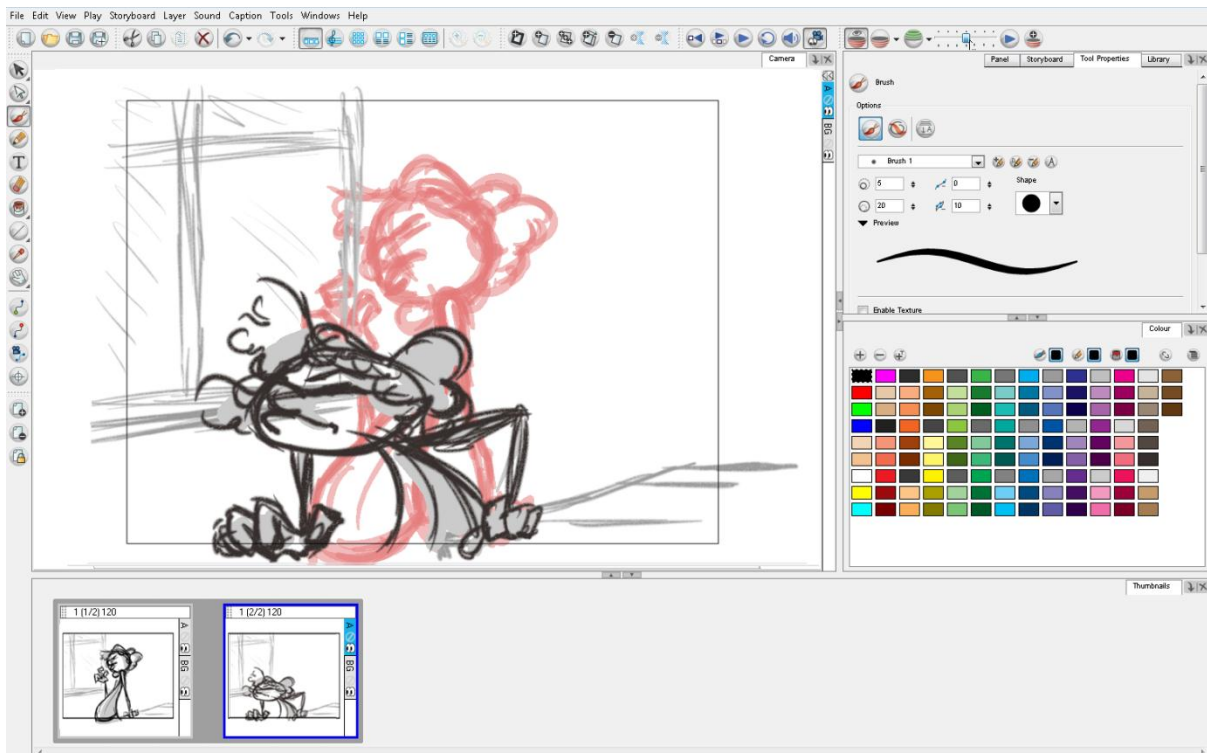 File Edit View Play Storyboard Layer Sound Caption Tools Windows Help
Camera
Panel Storyboard Tool Properties Library
A
BG
Brush
Options
Brush 1
5 0 Shape
20 10
Preview
Enable Texture
Colour
T
Thumbnails
1 (1/2) 120 1 (2/2) 120
A A
BG BG